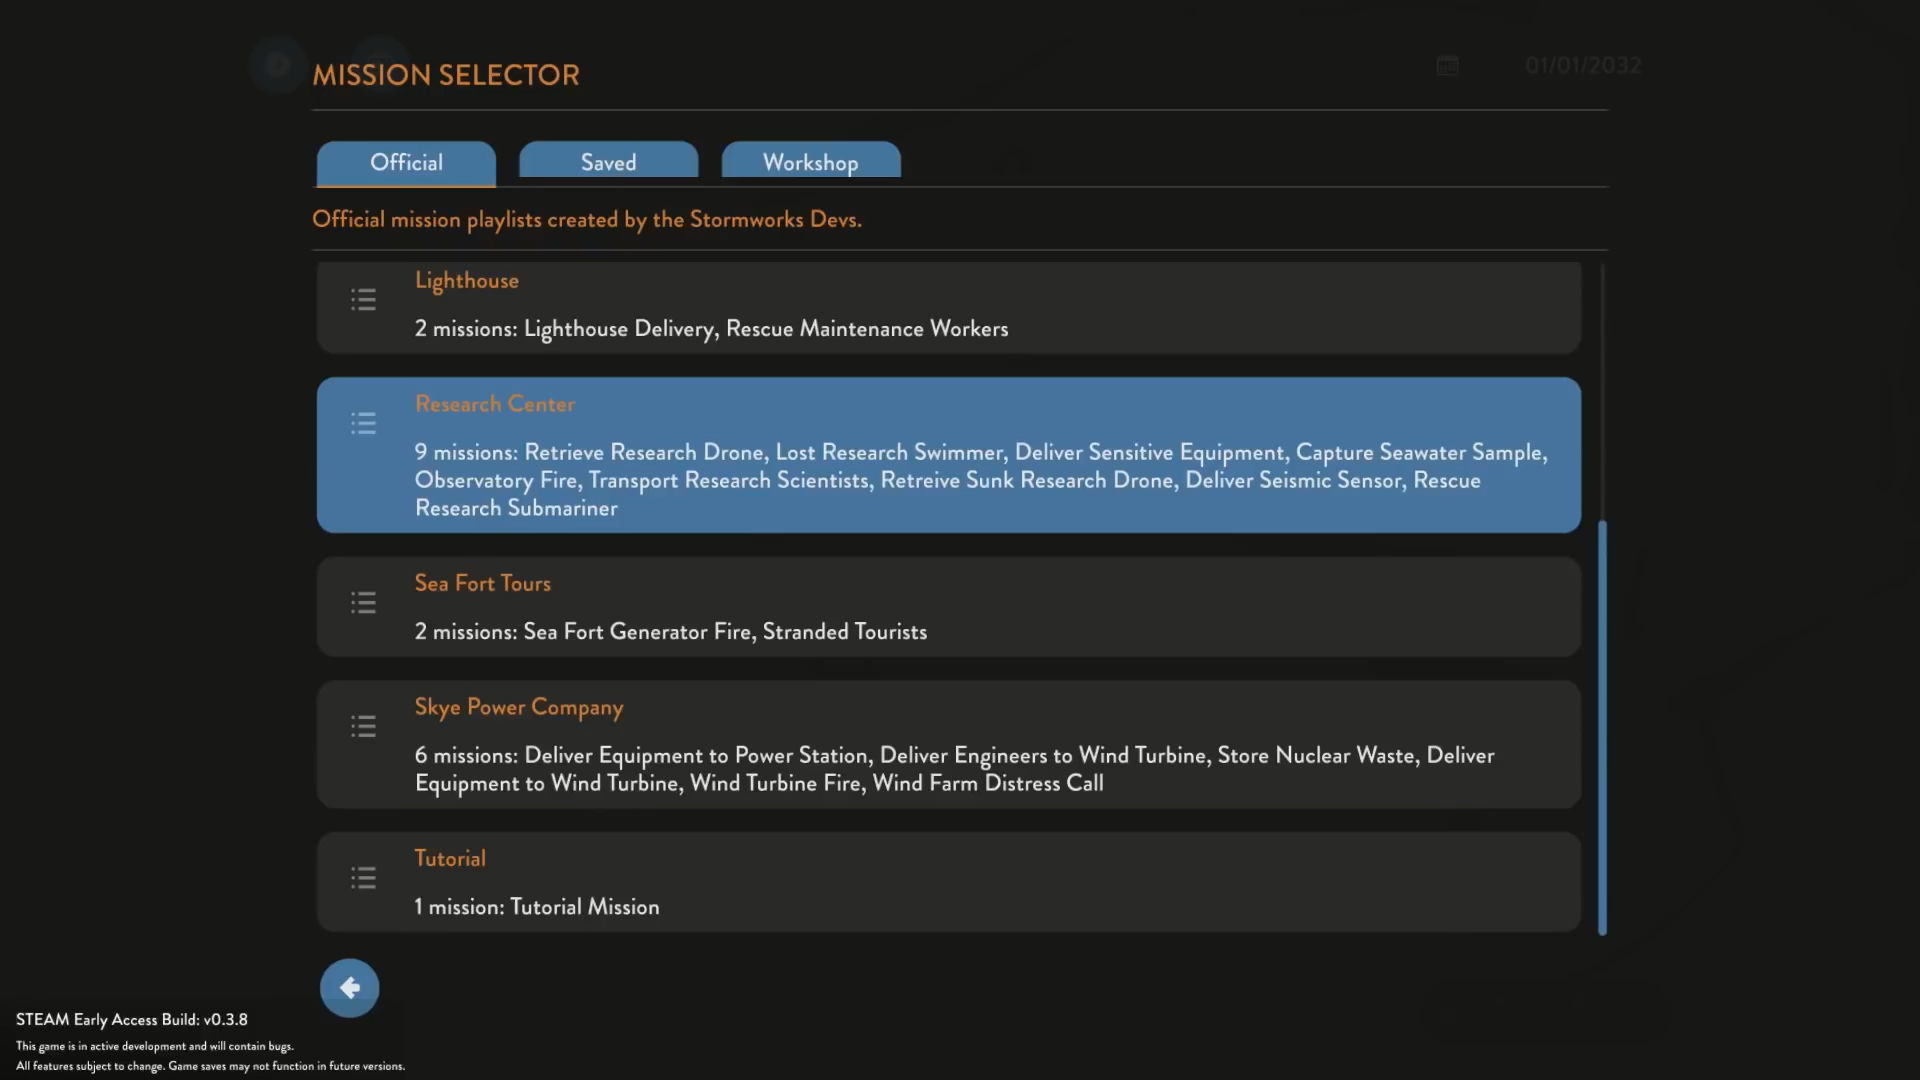 MISSION SELECTOR
01/01/2032
Official
Saved
Workshop
Official mission playlists created by the Stormworks Devs.
Lighthouse
2 missions: Lighthouse Delivery, Rescue Maintenance Workers
Research Center
9 missions: Retrieve Research Drone, Lost Research Swimmer, Deliver Sensitive Equipment, Capture Seawater Sample,
Observatory Fire, Transport Research Scientists, Retreive Sunk Research Drone, Deliver Seismic Sensor, Rescue
Research Submariner
Sea Fort Tours
2 missions: Sea Fort Generator Fire, Stranded Tourists
Skye Power Company
6 missions: Deliver Equipment to Power Station, Deliver Engineers to Wind Turbine, Store Nuclear Waste, Deliver
Equipment to Wind Turbine, Wind Turbine Fire, Wind Farm Distress Call
Tutorial
1 mission: Tutorial Mission
STEAM Early Access Build: v0.3.8
This game is in active development and will contain bugs.
All features subject to change. Game saves may not function in future versions.